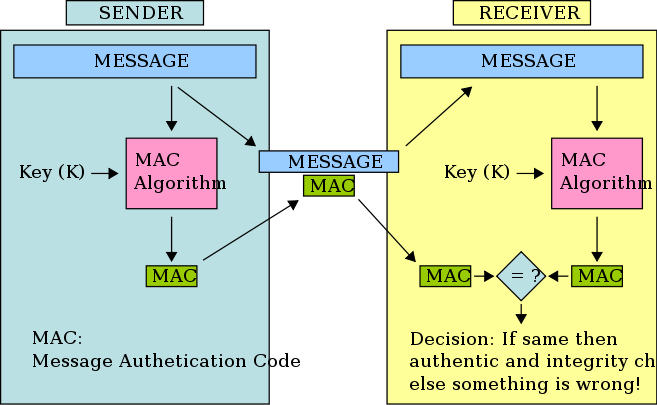 SENDER
RECEIVER
MESSAGE
MESSAGE
MESSAGE
MAC
Key (K)
MAC
Algorithm
Key (K)
MAC
Algorithm
MAC
MAC
= ?
MAC
MAC:
Message Authetication Code
Decision: If same then
authentic and integrity ch
else something is wrong!